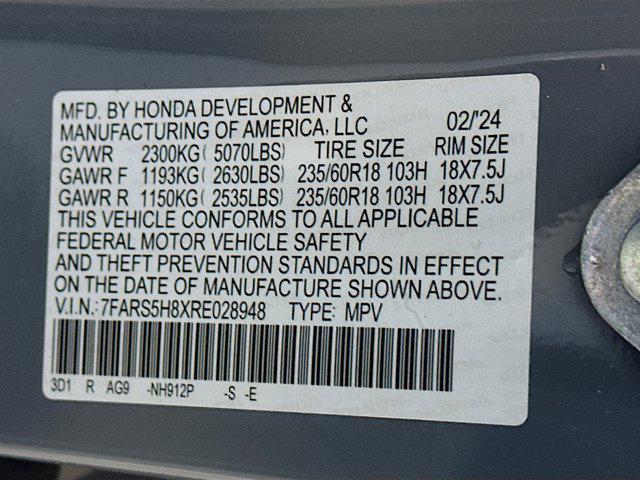 MFD. BY HONDA DEVELOPMENT &
MANUFACTURING OF AMERICA, LLC 02/'24
GVWR 2300KG( 5070LBS) TIRE SIZE RIM SIZE
GAWR F 1193KG( 2630LBS) 235/60R18 103H 18X7.5J
GAWR R 1150KG( 2535LBS) 235/60R18 103H 18X7.5J
THIS VEHICLE CONFORMS TO ALL APPLICABLE
FEDERAL MOTOR VEHICLE SAFETY
AND THEFT PREVENTION STANDARDS IN EFFECT
ON THE DATE OF MANUFACTURE SHOWN ABOVE.
V.I.N.: 7FARS5H8XRE028948 TYPE: MPV
3D1 R AG9 -NH912P -S -E